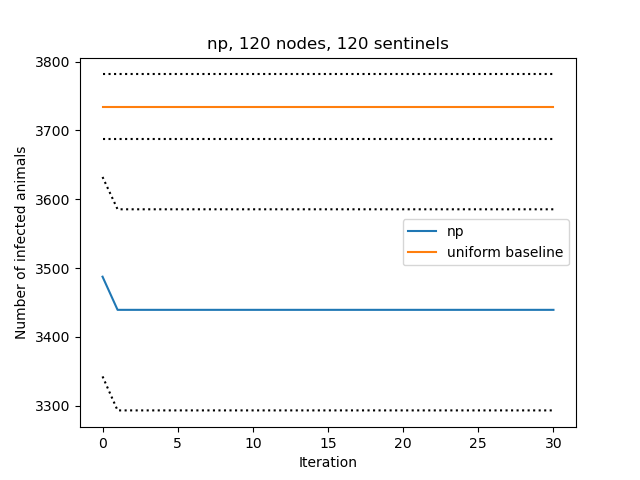 np, 120 nodes, 120 sentinels
3800
3700
3600
3500
3400
3300
Number of infected animals
np
uniform baseline
0 5 10 15 20 25 30
Iteration